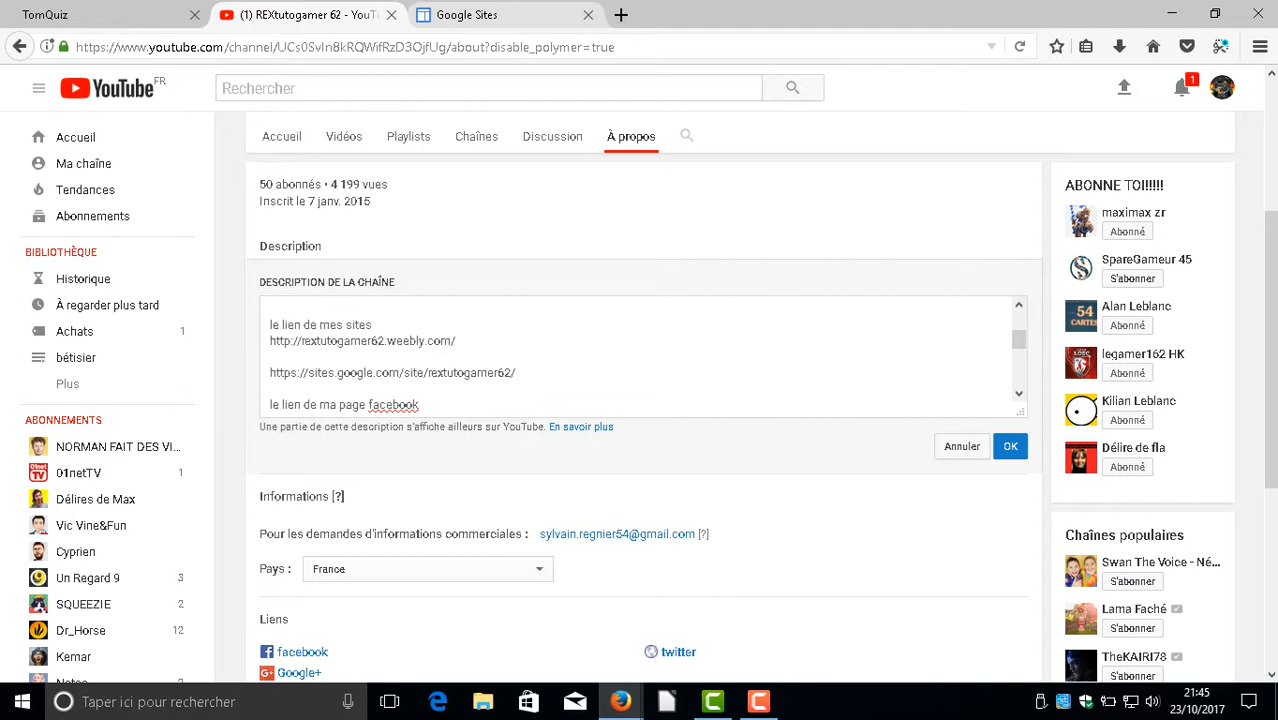 TomQuiz
(1) REXtutogamer 62 - YouT
Google Sites
https://www.youtube.com/channel/UCs0SvIn8kRQWifRzD3OjfUg/about?disable_polymer=true
YouTube FR
Rechercher
1
Accueil
Ma chaîne
Tendances
Abonnements
BIBLIOTHÈQUE
Historique
À regarder plus tard
Achats 1
bétisier
Plus
ABONNEMENTS
NORMAN FAIT DES VI...
01netTV 1
Délires de Max
Vic Vine&Fun
Cyprien
Un Regard 9 3
SQUEEZIE 2
Dr_Horse 12
Kemar
Accueil Vidéos Playlists Chaînes Discussion À propos
50 abonnés • 4 199 vues
Inscrit le 7 janv. 2015
Description
DESCRIPTION DE LA CHAÎNE
le lien de mes sites
http://rextutogamer62.weebly.com/
https://sites.google.com/site/rextutogamer62/
le lien de ma page facebook
Une partie de cette description s'affiche ailleurs sur YouTube. En savoir plus
Annuler OK
Informations [?]
Pour les demandes d'informations commerciales : sylvain.regnier54@gmail.com [?]
Pays : France
Liens
facebook
twitter
Google+
ABONNE TOI!!!!!
maximax zr
Abonné
SpareGameur 45
S'abonner
54 CARTES
Alan Leblanc
Abonné
LOSC
legamer162 HK
Abonné
Kilian Leblanc
Abonné
Délire de fla
Abonné
Chaînes populaires
Swan The Voice - Né...
S'abonner
Lama Faché
S'abonner
TheKAIRI78
S'abonner
Taper ici pour rechercher
21:45
23/10/2017